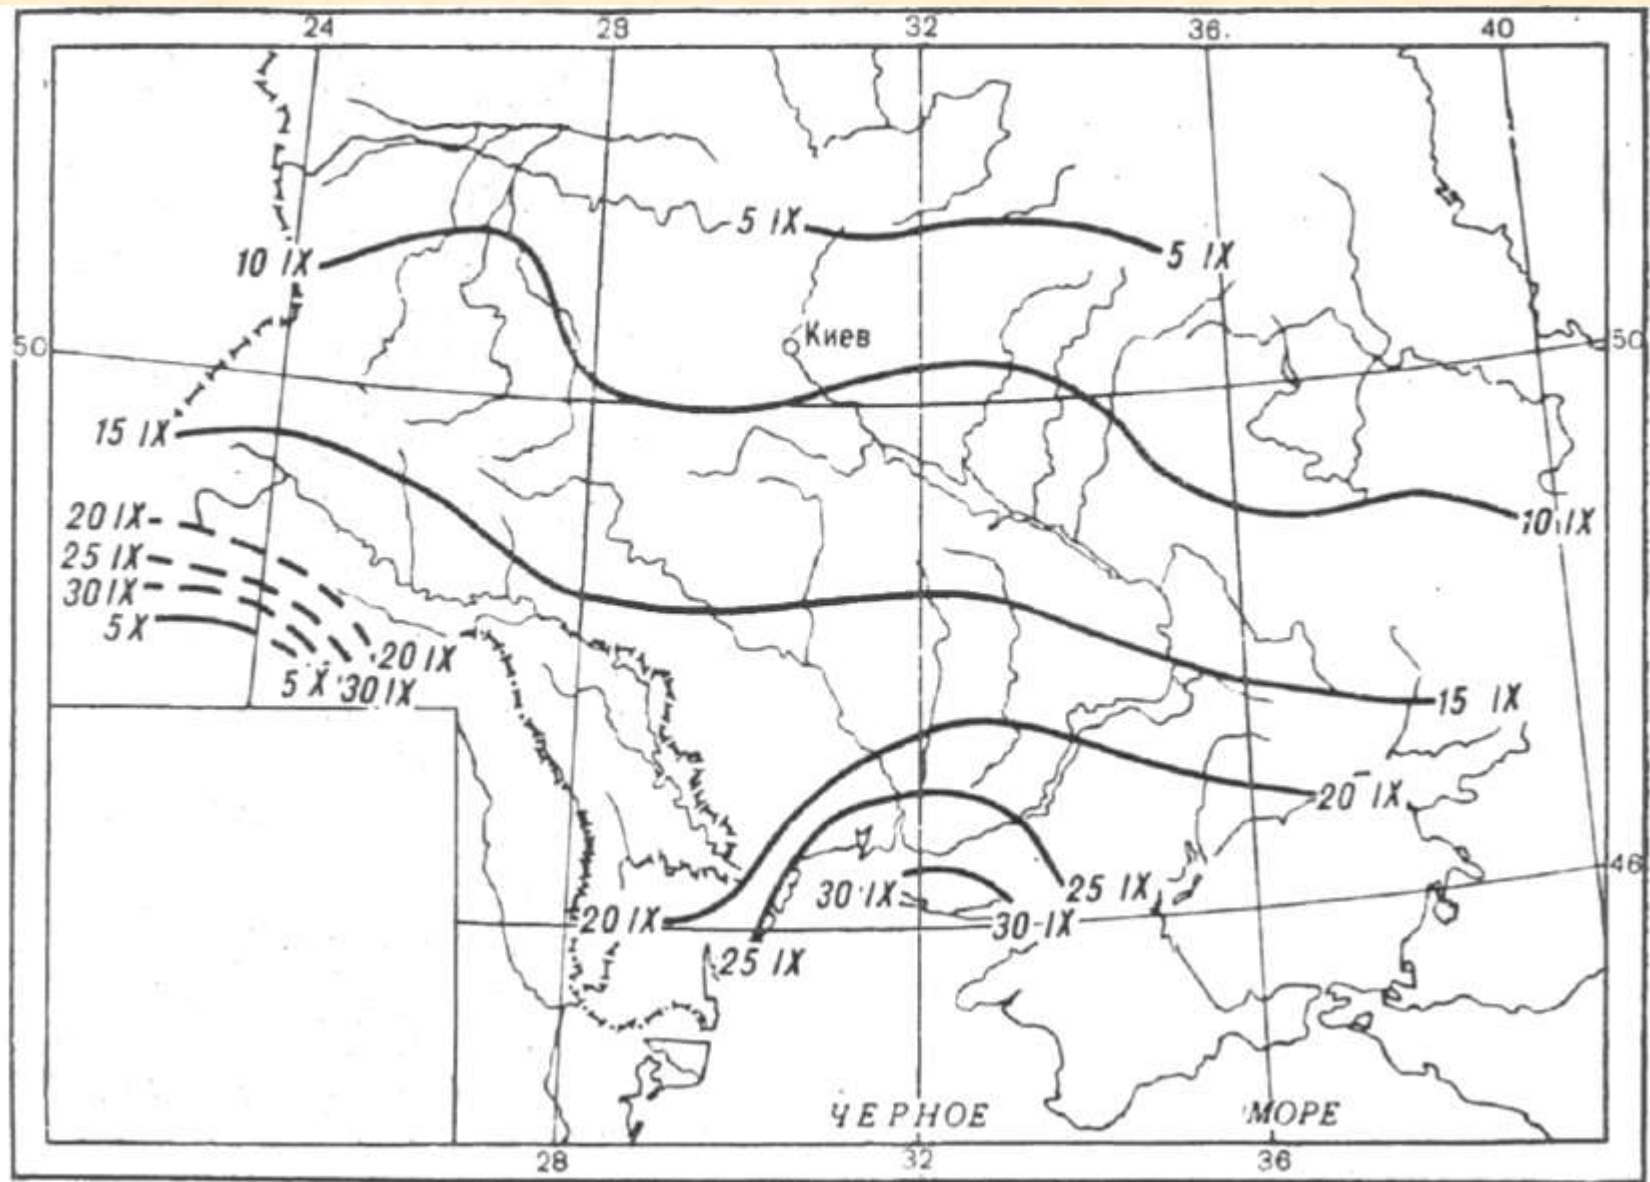 24 28 32 36. 40
5 IX 5 IX
10 IX
50 Киев 50
15 IX
20 IX
25 IX
30 IX
5 X
10 IX
20 IX
5 X 30 IX
15 IX
20 IX
46
30 IX 25 IX
20 IX 30 IX
25 IX
ЧЕРНОЕ МОРЕ
28 32 36